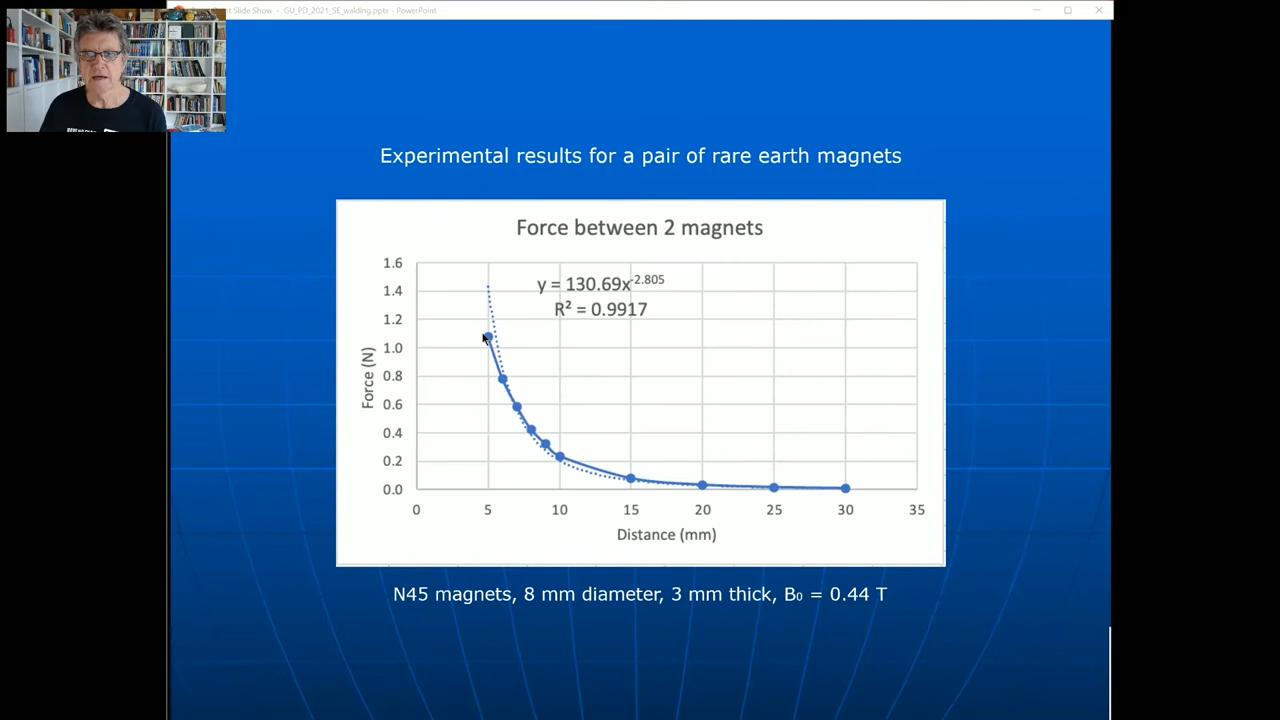 Slide Show - GU_PD_2021_SE_walding.pptx - PowerPoint
Experimental results for a pair of rare earth magnets
Force between 2 magnets
y = 130.69x^-2.805
R² = 0.9917
Force (N)
1.6
1.4
1.2
1.0
0.8
0.6
0.4
0.2
0.0
0 5 10 15 20 25 30 35
Distance (mm)
N45 magnets, 8 mm diameter, 3 mm thick, B₀ = 0.44 T